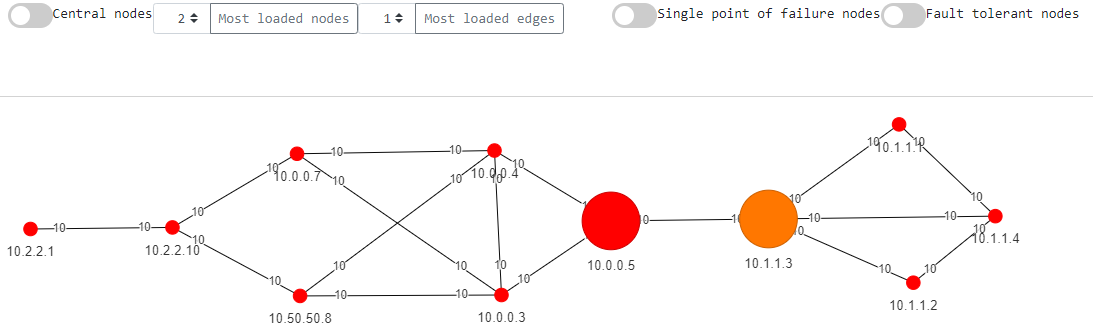 Central nodes 2 Most loaded nodes 1 Most loaded edges Single point of failure nodes Fault tolerant nodes
10 10 10.1.1.1
10 10 10 10
10 10.0.0.7 10 10 10.0.0.4 10
10 10 10
10 10 10 10 10 10 10 10 10.1.1.4
10.2.2.1 10.2.2.10 10 10
10 10 10 10.0.0.5 10.1.1.3 10 10
10 10 10 10
10.50.50.8 10.0.0.3 10.1.1.2